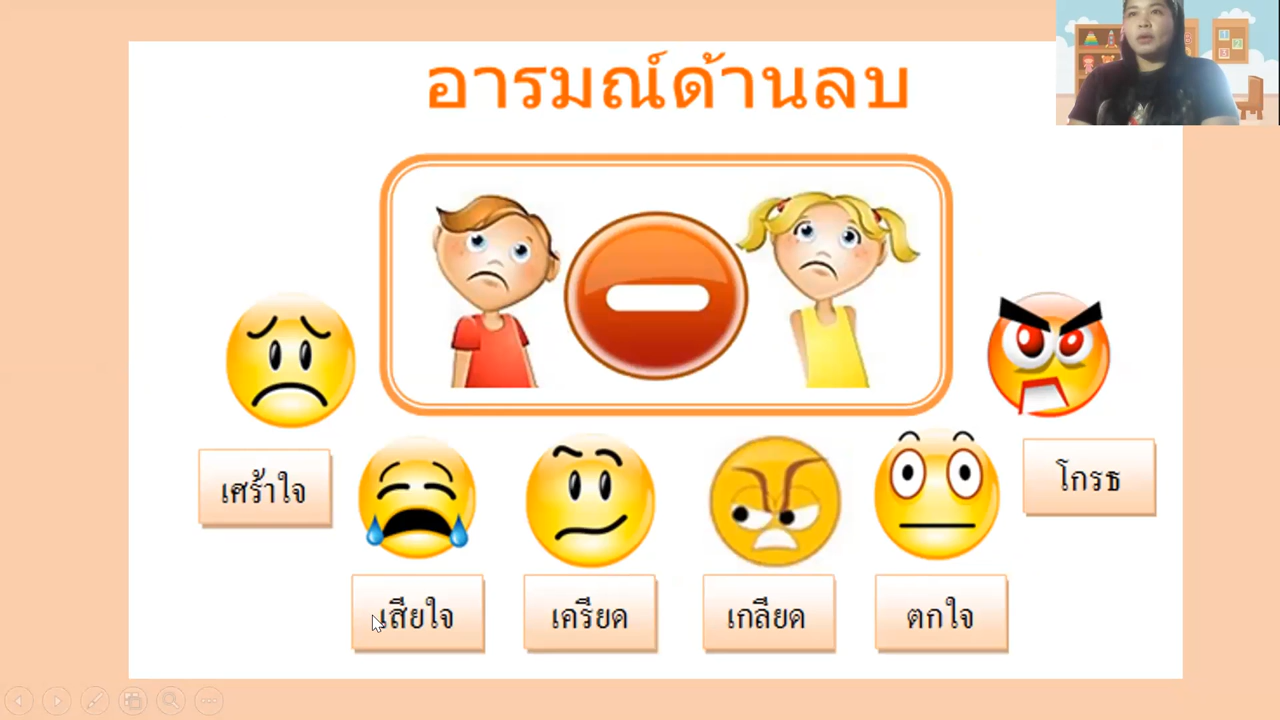 อารมณ์ด้านลบ
เศร้าใจ
เสียใจ
เครียด
เกลียด
ตกใจ
โกรธ